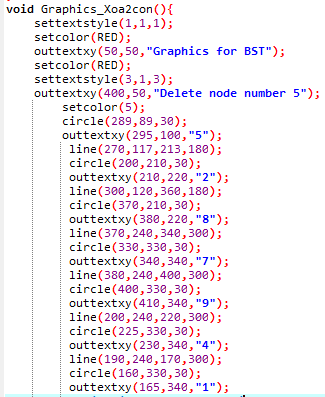 void Graphics_Xoa2con(){
settextstyle(1,1,1);
setcolor(RED);
outtextxy(50,50,"Graphics for BST");
setcolor(RED);
settextstyle(3,1,3);
outtextxy(400,50,"Delete node number 5");
setcolor(5);
circle(289,89,30);
outtextxy(295,100,"5");
line(270,117,213,180);
circle(200,210,30);
outtextxy(210,220,"2");
line(300,120,360,180);
circle(370,210,30);
outtextxy(380,220,"8");
line(370,240,340,300);
circle(330,330,30);
outtextxy(340,340,"7");
line(380,240,400,300);
circle(400,330,30);
outtextxy(410,340,"9");
line(200,240,220,300);
circle(225,330,30);
outtextxy(230,340,"4");
line(190,240,170,300);
circle(160,330,30);
outtextxy(165,340,"1");